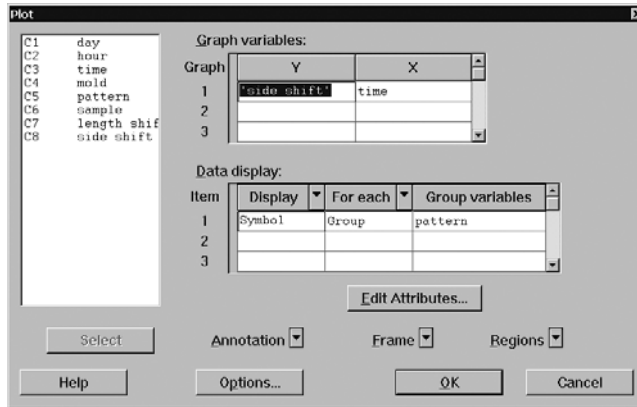 Plot
C1 day
C2 hour
C3 time
C4 mold
C5 pattern
C6 sample
C7 length shif
C8 side shift
Graph variables:
Graph Y X
1 'side shift' time
2
3
Data display:
Item Display For each Group variables
1 Symbol Group pattern
2
3
Edit Attributes...
Select Annotation Frame Regions
Help Options... OK Cancel